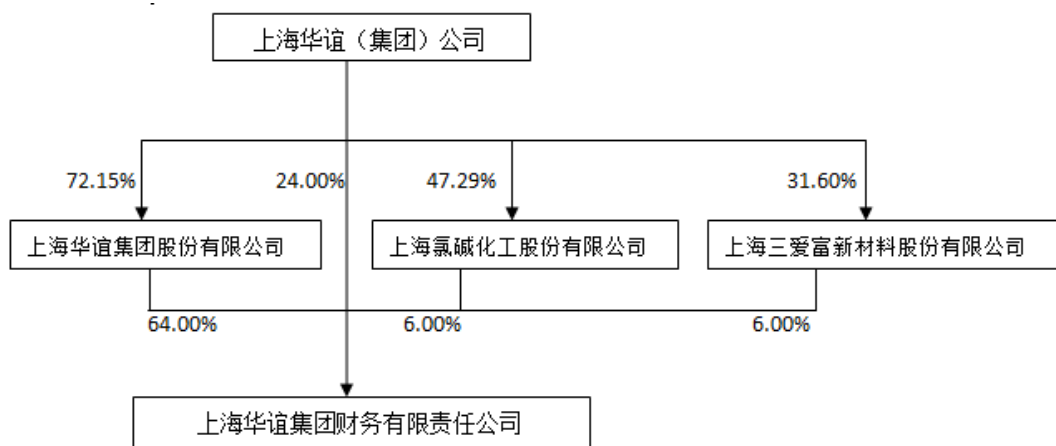 上海华谊（集团）公司
72.15%
24.00%
47.29%
31.60%
上海华谊集团股份有限公司
上海氯碱化工股份有限公司
上海三爱富新材料股份有限公司
64.00%
6.00%
6.00%
上海华谊集团财务有限责任公司